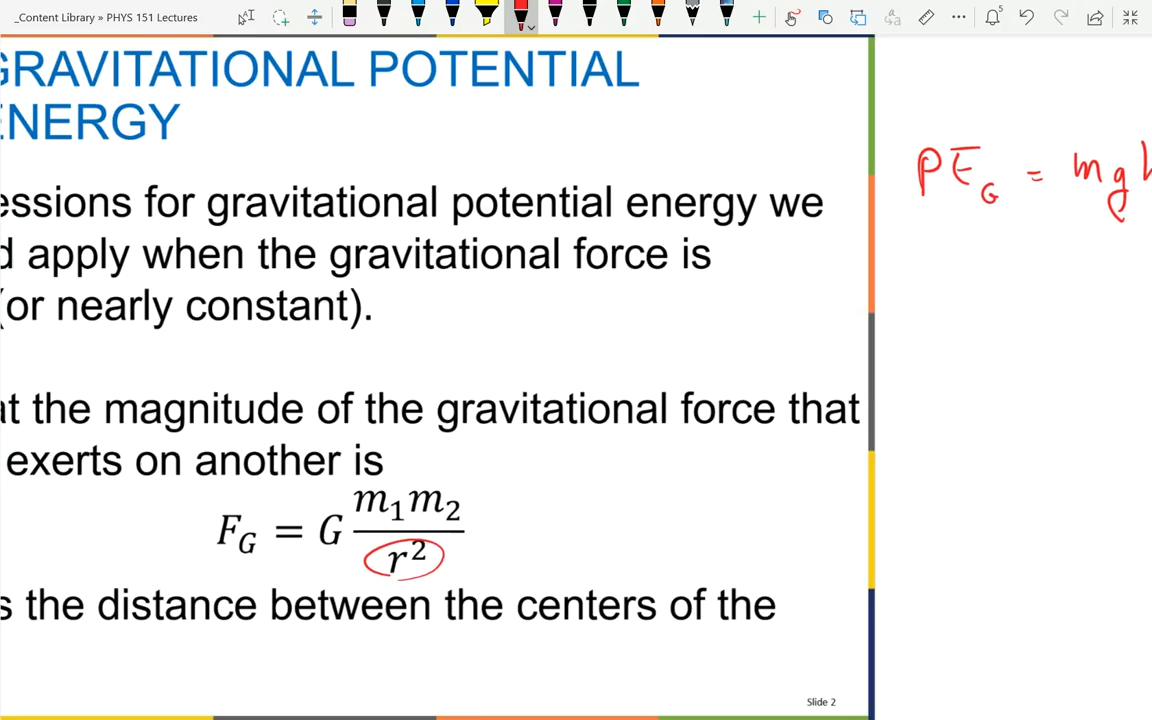 _Content Library » PHYS 151 Lectures
5
GRAVITATIONAL POTENTIAL
ENERGY
essions for gravitational potential energy we
d apply when the gravitational force is
(or nearly constant).
at the magnitude of the gravitational force that
exerts on another is
F_G = G m₁m₂ / r²
s the distance between the centers of the
Slide 2
PE_G = mgh